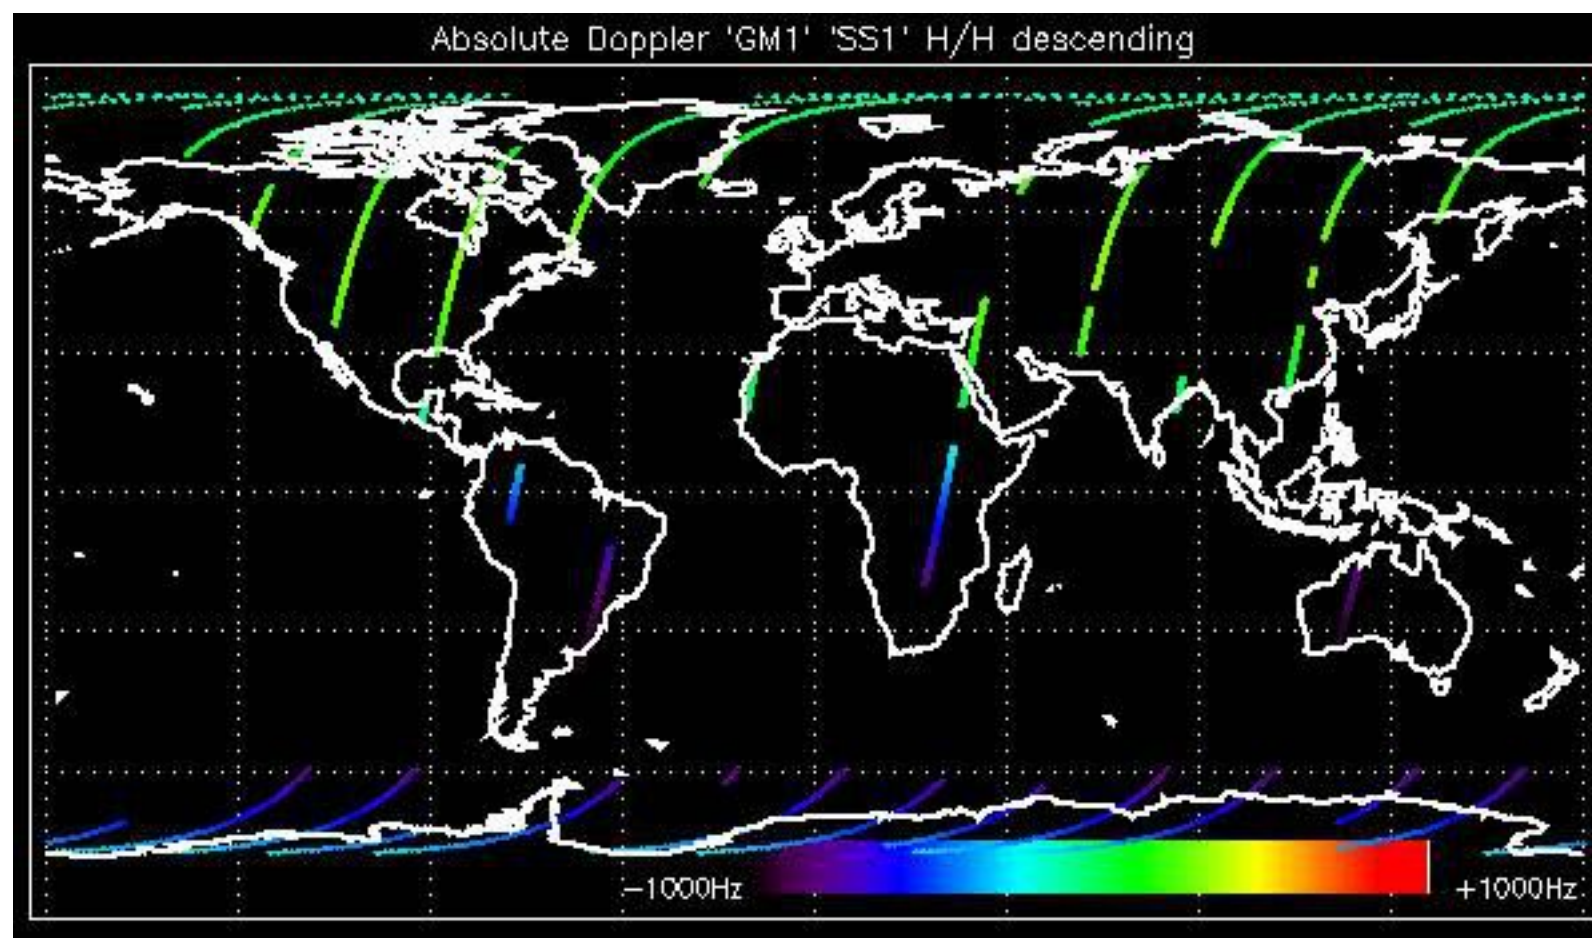 Absolute Doppler 'GM1' 'SS1' H/H descending
−1000Hz
+1000Hz